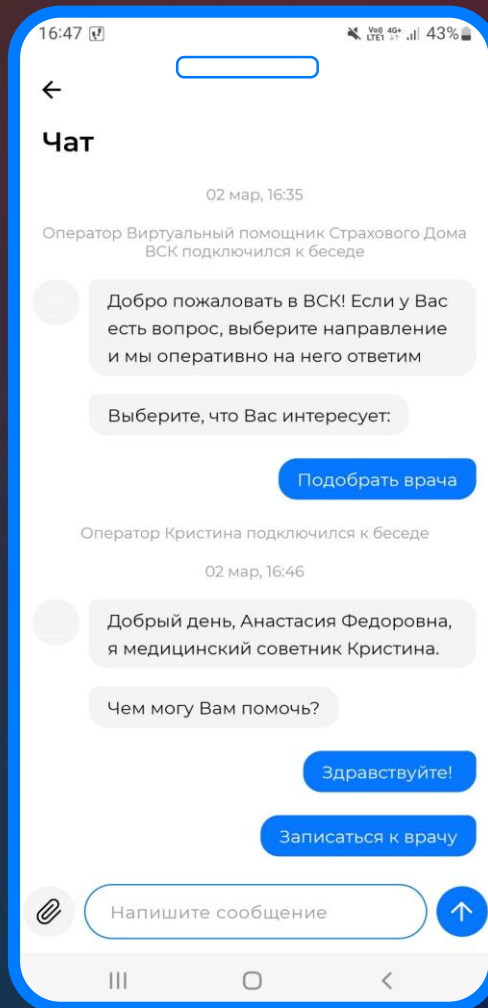 16:47
Vo)) 4G+ 43%
LTE1
Чат
02 мар, 16:35
Оператор Виртуальный помощник Страхового Дома
ВСК подключился к беседе
Добро пожаловать в ВСК! Если у Вас
есть вопрос, выберите направление
и мы оперативно на него ответим
Выберите, что Вас интересует:
Подобрать врача
Оператор Кристина подключился к беседе
02 мар, 16:46
Добрый день, Анастасия Федоровна,
я медицинский советник Кристина.
Чем могу Вам помочь?
Здравствуйте!
Записаться к врачу
Напишите сообщение